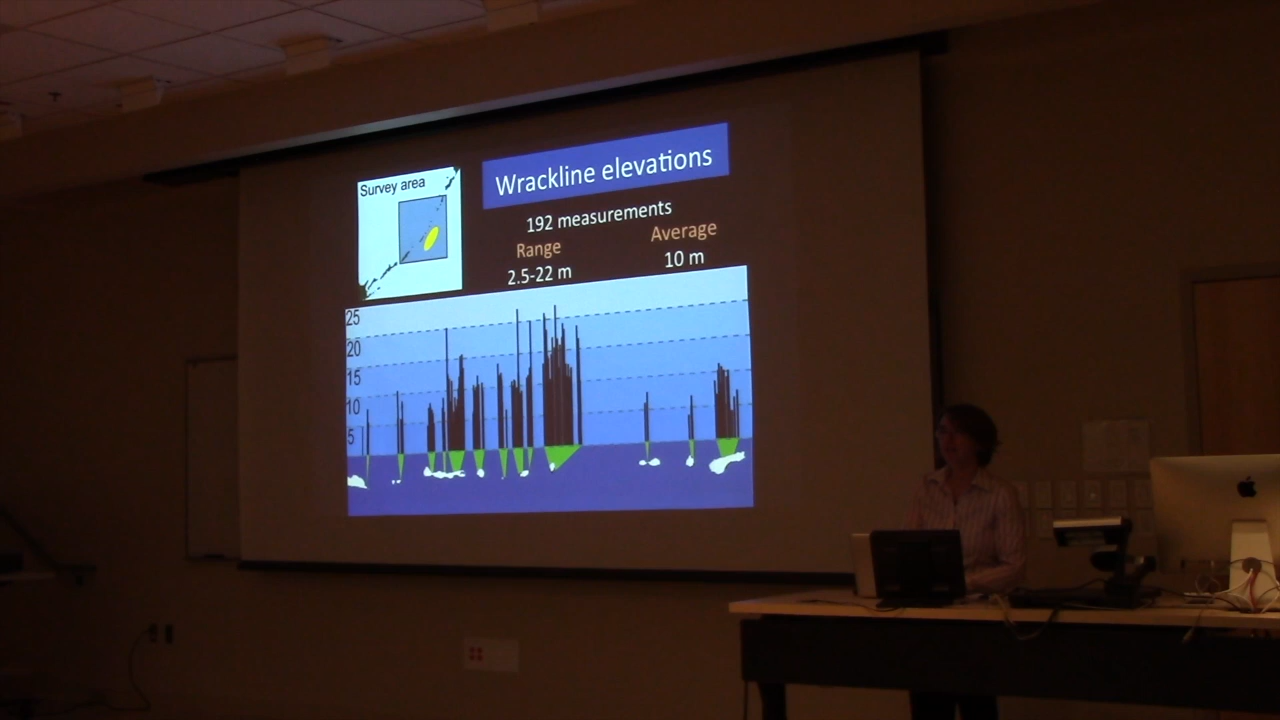 Survey area
Wrackline elevations
192 measurements
Range
Average
2.5-22 m
10 m
25
20
15
10
5